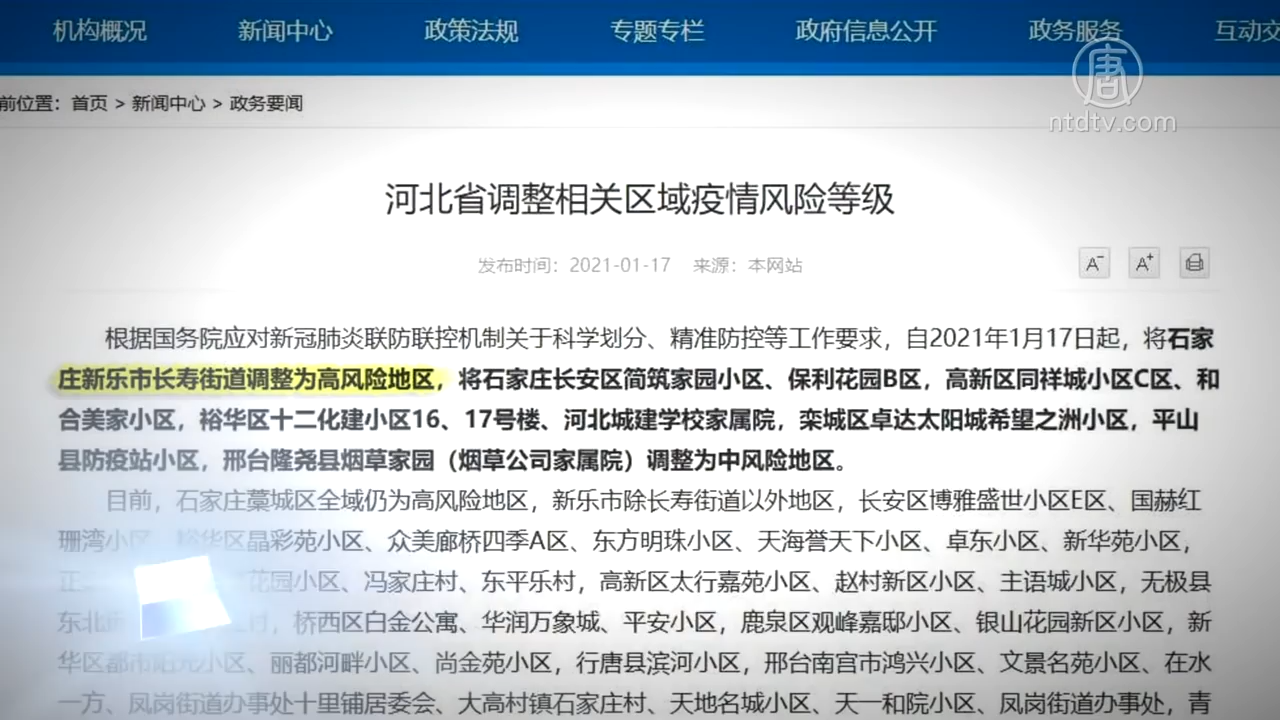 机构概况 新闻中心 政策法规 专题专栏 政府信息公开 政务服务 互动交
唐
ntdtv.com
前位置：首页 > 新闻中心 > 政务要闻
河北省调整相关区域疫情风险等级
发布时间：2021-01-17 来源：本网站
A⁻ A⁺
根据国务院应对新冠肺炎联防联控机制关于科学划分、精准防控等工作要求，自2021年1月17日起，将石家
庄新乐市长寿街道调整为高风险地区，将石家庄长安区简筑家园小区、保利花园B区，高新区同祥城小区C区、和
合美家小区，裕华区十二化建小区16、17号楼、河北城建学校家属院，栾城区卓达太阳城希望之洲小区，平山
县防疫站小区，邢台隆尧县烟草家园（烟草公司家属院）调整为中风险地区。
目前，石家庄藁城区全域仍为高风险地区，新乐市除长寿街道以外地区，长安区博雅盛世小区E区、国赫红
珊湾小区，裕华区晶彩苑小区、众美廊桥四季A区、东方明珠小区、天海誉天下小区、卓东小区、新华苑小区，
正 花园小区、冯家庄村、东平乐村，高新区太行嘉苑小区、赵村新区小区、主语城小区，无极县
东北 ，桥西区白金公寓、华润万象城、平安小区，鹿泉区观峰嘉邸小区、银山花园新区小区，新
华区都市阳光小区、丽都河畔小区、尚金苑小区，行唐县滨河小区，邢台南宫市鸿兴小区、文景名苑小区、在水
一方、凤岗街道办事处十里铺居委会、大高村镇石家庄村、天地名城小区、天一和院小区、凤岗街道办事处，青